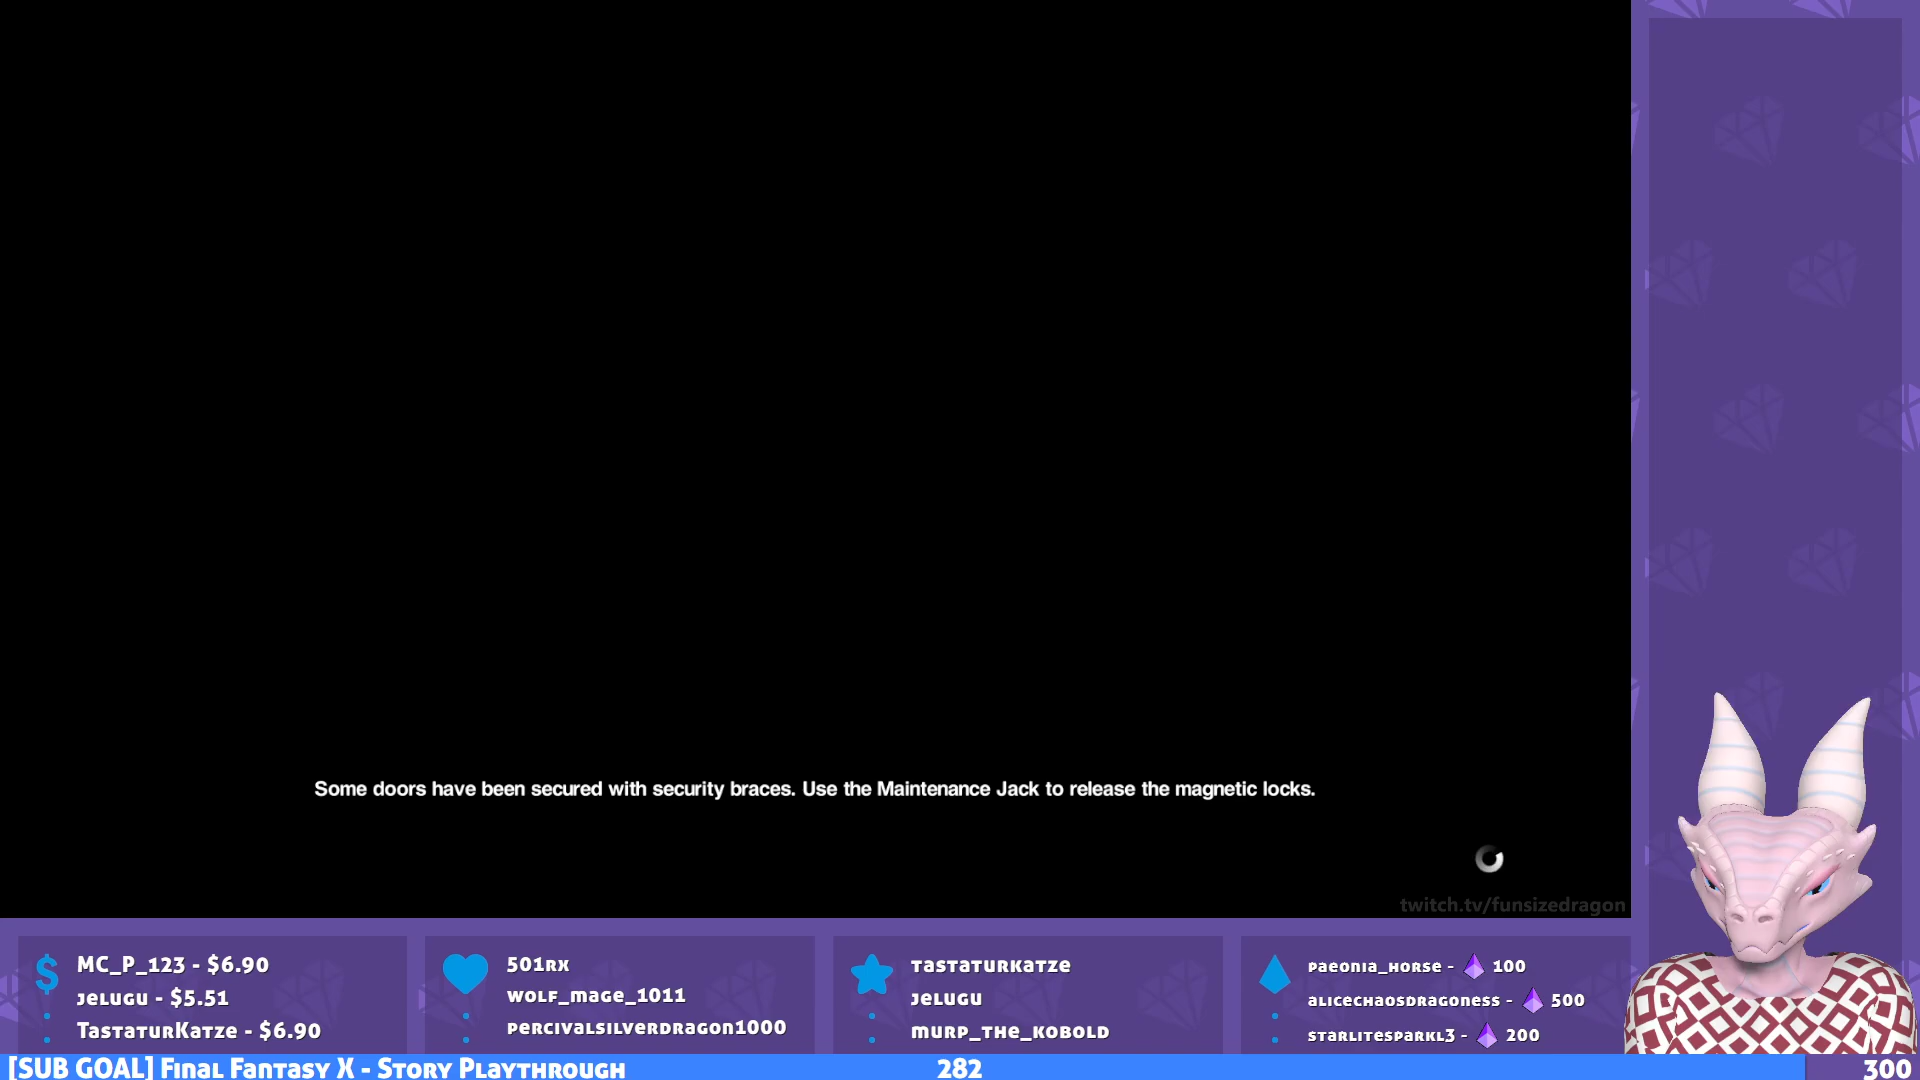 Some doors have been secured with security braces. Use the Maintenance Jack to release the magnetic locks.
twitch.tv/funsizedragon
MC_P_123 - $6.90
jelugu - $5.51
TastaturKatze - $6.90
501rx
wolf_mage_1011
percivalsilverdragon1000
tastaturkatze
jelugu
murp_the_kobold
paeonia_horse - 100
alicechaosdragoness - 500
starlitesparkl3 - 200
[SUB GOAL] Final Fantasy X - Story Playthrough 282 300